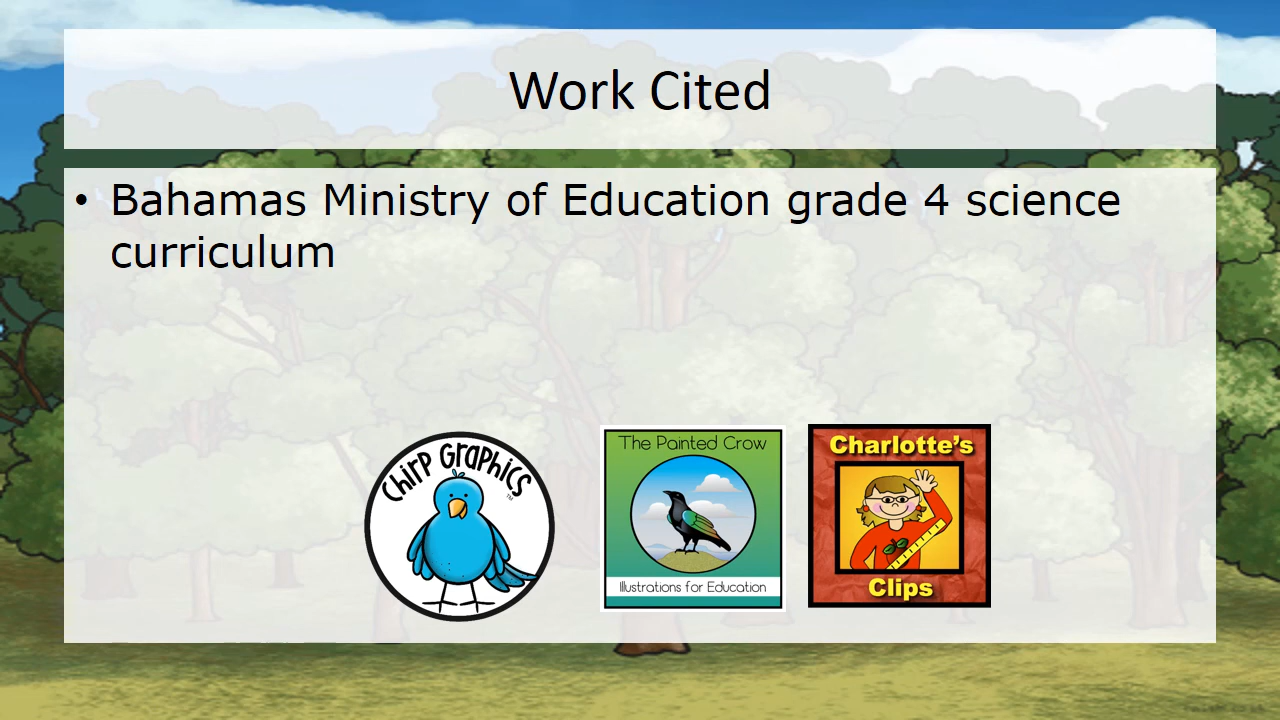 Work Cited
• Bahamas Ministry of Education grade 4 science
curriculum
Chirp Graphics
TM
The Painted Crow
Illustrations for Education
Charlotte's
Clips